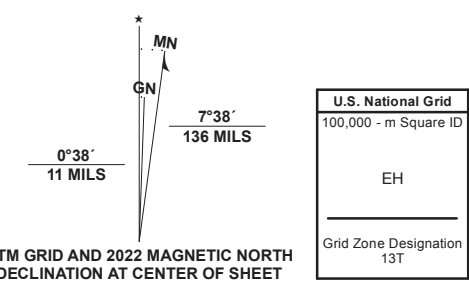 ★
MN
GN
7°38´
136 MILS
0°38´
11 MILS
TM GRID AND 2022 MAGNETIC NORTH
DECLINATION AT CENTER OF SHEET
U.S. National Grid
100,000 - m Square ID
EH
Grid Zone Designation
13T